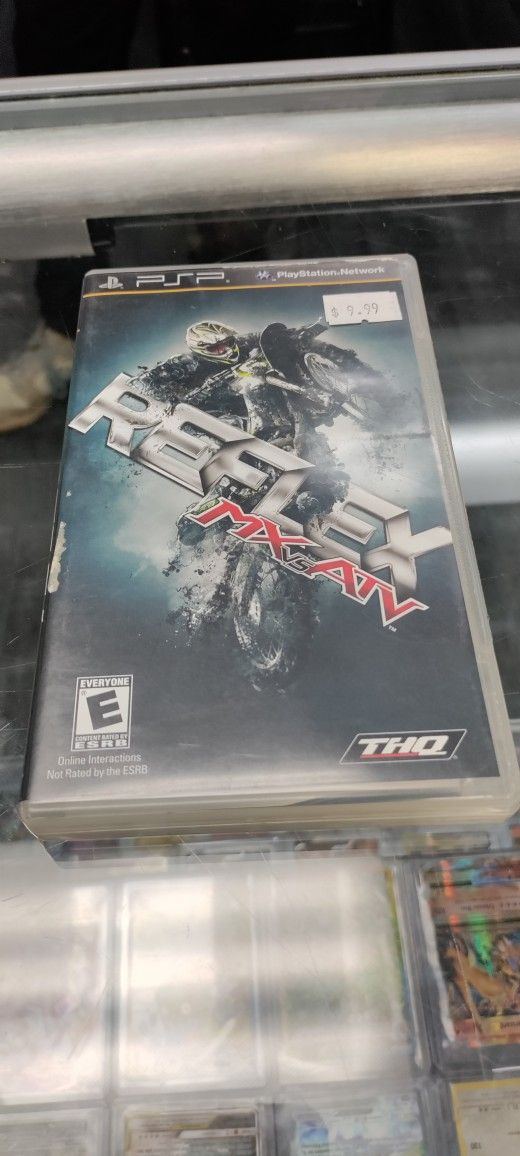 PSP
PlayStation.Network
$ 9.99
REFLEX
MX vs ATV
TM
EVERYONE
E
CONTENT RATED BY
ESRB
THQ
Online Interactions
Not Rated by the ESRB